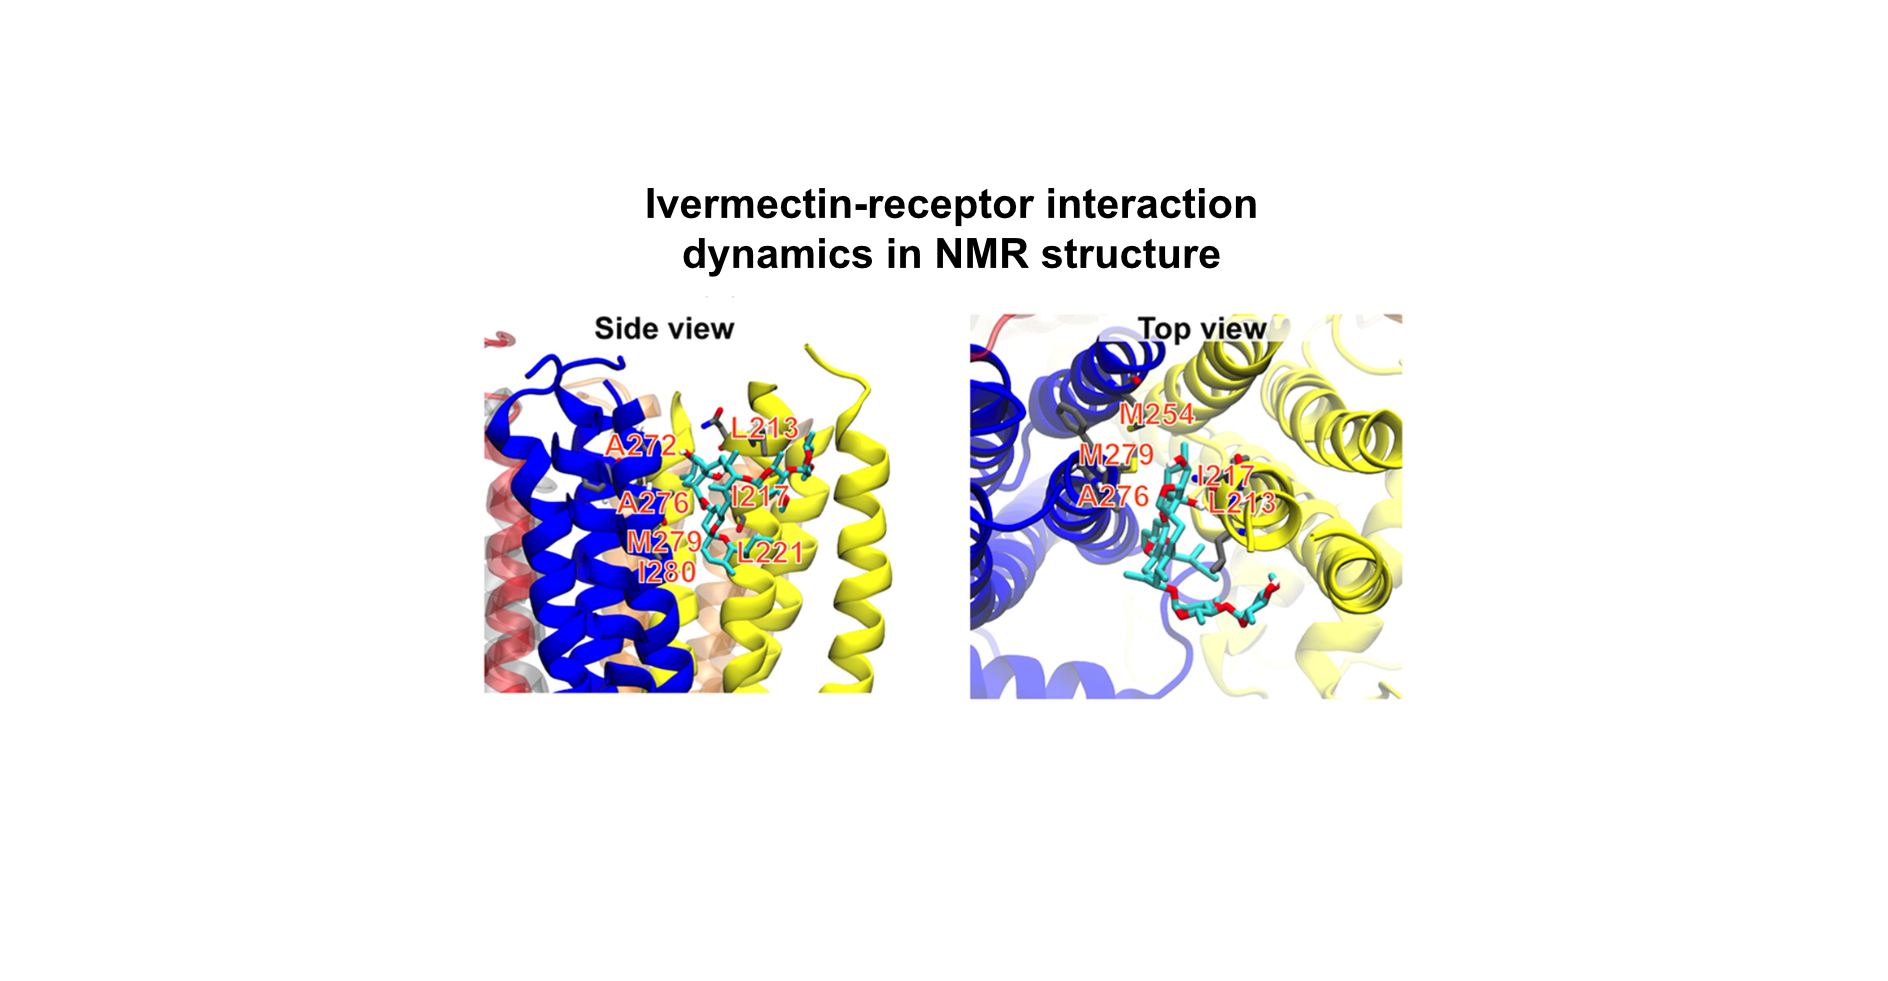 Ivermectin-receptor interaction
dynamics in NMR structure
Side view
L213
A272
I217
A276
M279
L221
I280
Top view
M254
M279
I217
A276
L213